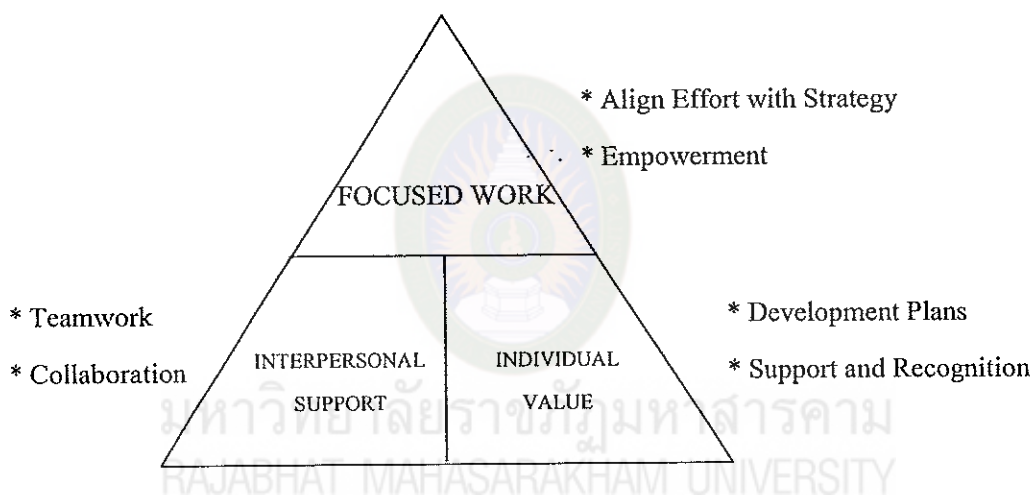 * Align Effort with Strategy
* Empowerment
FOCUSED WORK
* Teamwork
* Collaboration
INTERPERSONAL
SUPPORT
INDIVIDUAL
VALUE
* Development Plans
* Support and Recognition
มหาวิทยาลัยราชภัฏมหาสารคาม
RAJABHAT MAHASARAKHAM UNIVERSITY